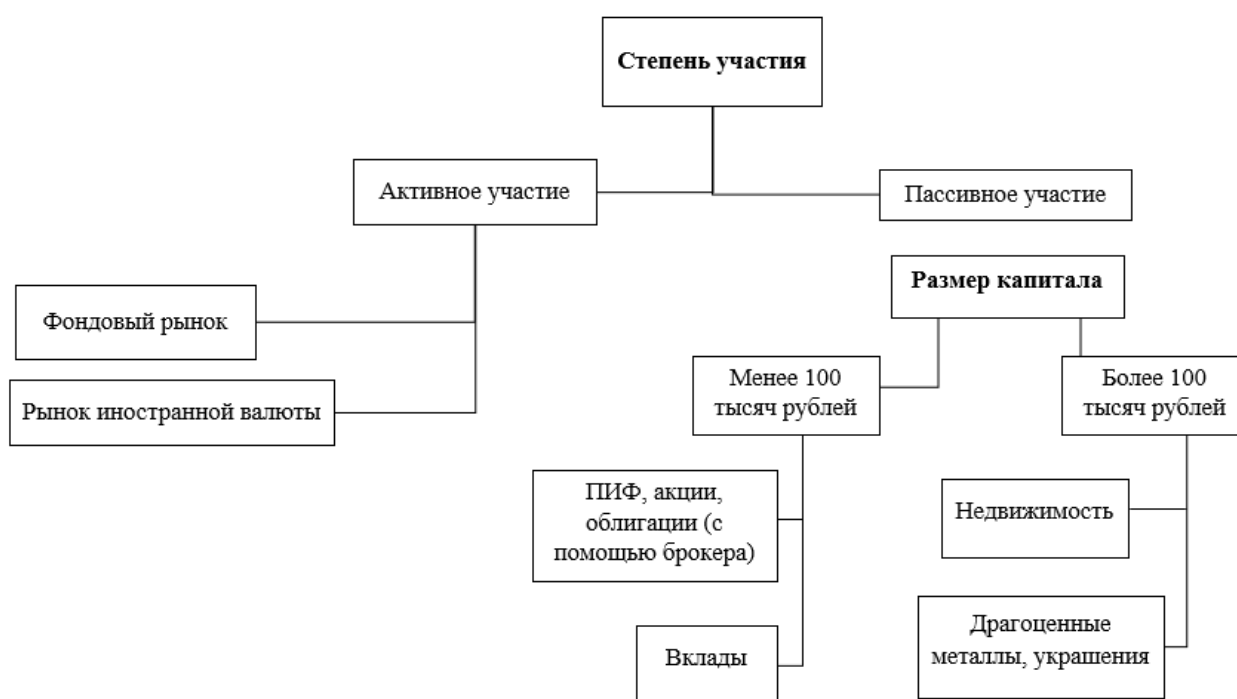 Степень участия
Активное участие
Пассивное участие
Размер капитала
Фондовый рынок
Рынок иностранной валюты
Менее 100
тысяч рублей
Более 100
тысяч рублей
ПИФ, акции,
облигации (с
помощью брокера)
Недвижимость
Вклады
Драгоценные
металлы, украшения